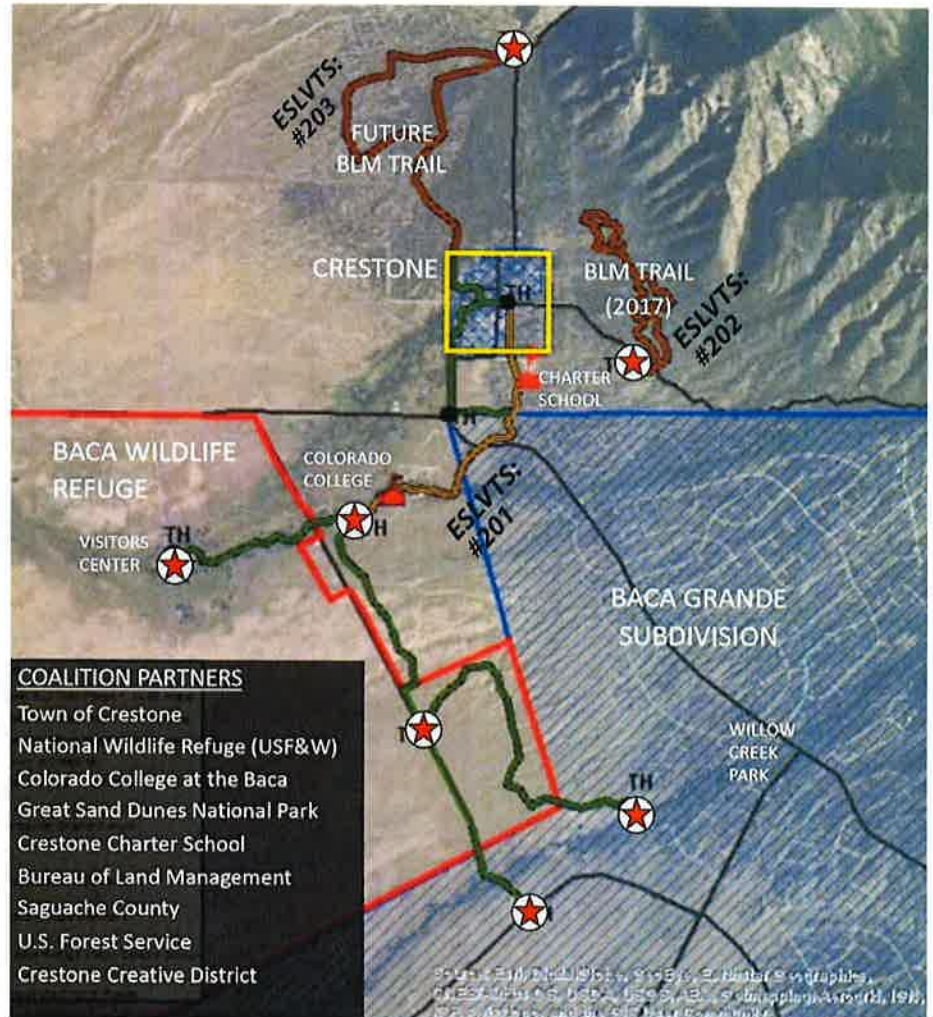 ESLVTS:
#203
FUTURE
BLM TRAIL
CRESTONE
TH
BLM TRAIL
(2017)
ESLVTS:
#202
T
CHARTER
SCHOOL
TH
BACA WILDLIFE
REFUGE
COLORADO
COLLEGE
H
ESLVTS:
#201
TH
VISITORS
CENTER
BACA GRANDE
SUBDIVISION
COALITION PARTNERS
Town of Crestone
National Wildlife Refuge (USF&W)
Colorado College at the Baca
Great Sand Dunes National Park
Crestone Charter School
Bureau of Land Management
Saguache County
U.S. Forest Service
Crestone Creative District
T
WILLOW
CREEK
PARK
TH